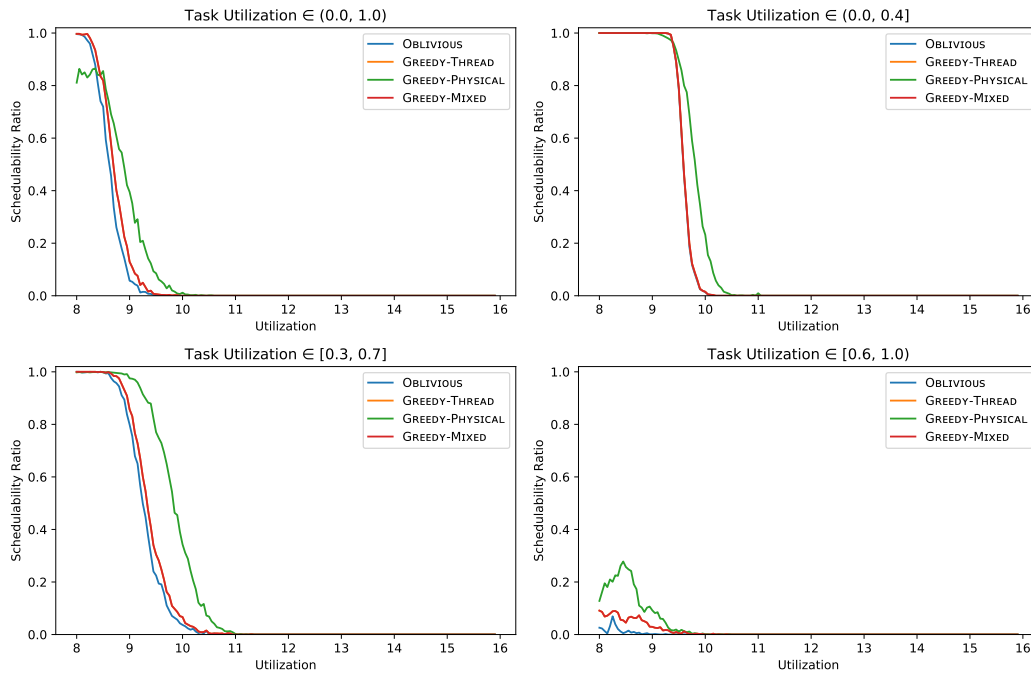 Task Utilization ∈ (0.0, 1.0)
1.0
0.8
0.6
0.4
0.2
0.0
Schedulability Ratio
Oblivious
Greedy-Thread
Greedy-Physical
Greedy-Mixed
8 9 10 11 12 13 14 15 16
Utilization
Task Utilization ∈ (0.0, 0.4]
1.0
0.8
0.6
0.4
0.2
0.0
Schedulability Ratio
Oblivious
Greedy-Thread
Greedy-Physical
Greedy-Mixed
8 9 10 11 12 13 14 15 16
Utilization
Task Utilization ∈ [0.3, 0.7]
1.0
0.8
0.6
0.4
0.2
0.0
Schedulability Ratio
Oblivious
Greedy-Thread
Greedy-Physical
Greedy-Mixed
8 9 10 11 12 13 14 15 16
Utilization
Task Utilization ∈ [0.6, 1.0)
1.0
0.8
0.6
0.4
0.2
0.0
Schedulability Ratio
Oblivious
Greedy-Thread
Greedy-Physical
Greedy-Mixed
8 9 10 11 12 13 14 15 16
Utilization